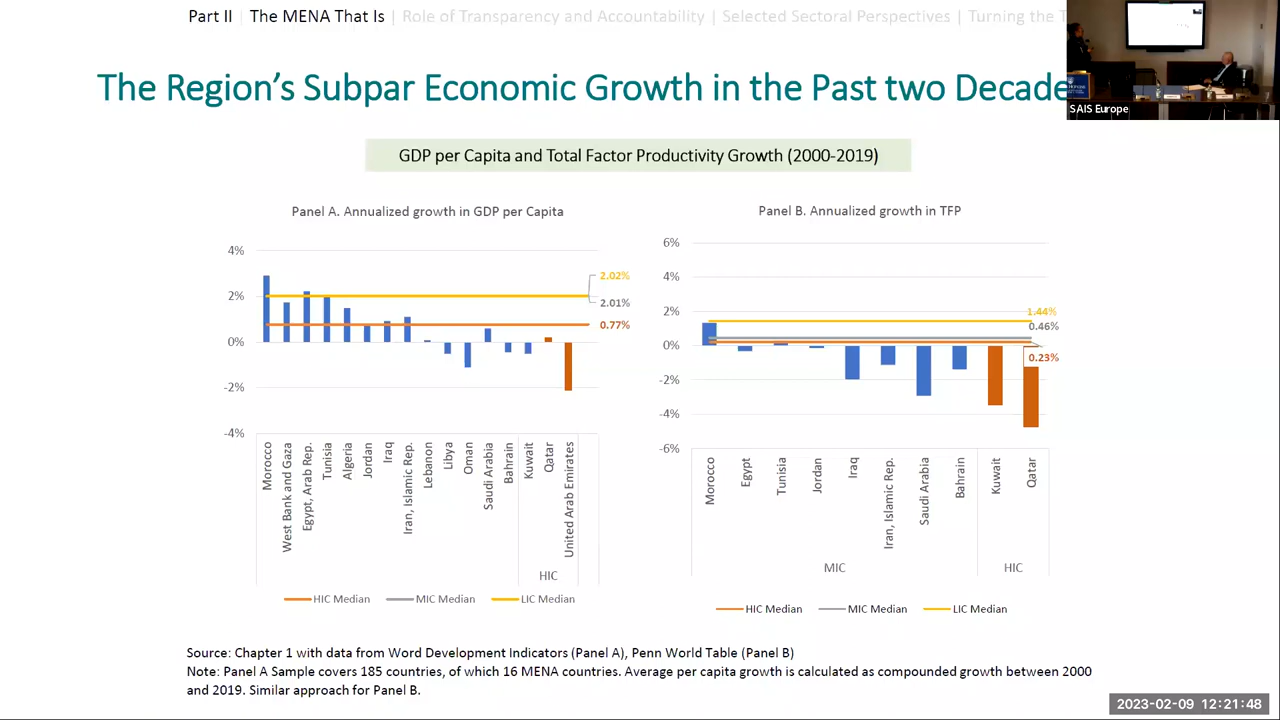 Part II | The MENA That Is | Role of Transparency and Accountability | Selected Sectoral Perspectives | Turning the
The Region's Subpar Economic Growth in the Past two Decade
SAIS Europe
GDP per Capita and Total Factor Productivity Growth (2000-2019)
Panel A. Annualized growth in GDP per Capita
4%
2%
0%
-2%
-4%
2.02%
2.01%
0.77%
Morocco
West Bank and Gaza
Egypt, Arab Rep.
Tunisia
Algeria
Jordan
Iraq
Iran, Islamic Rep.
Lebanon
Libya
Oman
Saudi Arabia
Bahrain
Kuwait
Qatar
United Arab Emirates
HIC
HIC Median
MIC Median
LIC Median
Panel B. Annualized growth in TFP
6%
4%
2%
0%
-2%
-4%
-6%
1.44%
0.46%
0.23%
Morocco
Egypt
Tunisia
Jordan
Iraq
Iran, Islamic Rep.
Saudi Arabia
Bahrain
Kuwait
Qatar
MIC
HIC
HIC Median
MIC Median
LIC Median
Source: Chapter 1 with data from Word Development Indicators (Panel A), Penn World Table (Panel B)
Note: Panel A Sample covers 185 countries, of which 16 MENA countries. Average per capita growth is calculated as compounded growth between 2000
and 2019. Similar approach for Panel B.
2023-02-09 12:21:48